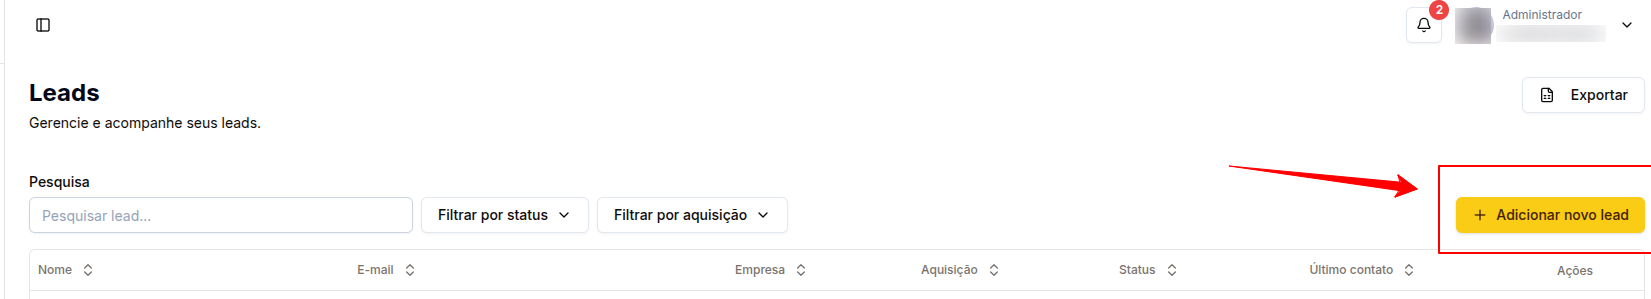 2
Administrador
Leads
Exportar
Gerencie e acompanhe seus leads.
Pesquisa
Pesquisar lead...
Filtrar por status
Filtrar por aquisição
+ Adicionar novo lead
Nome E-mail Empresa Aquisição Status Último contato Ações